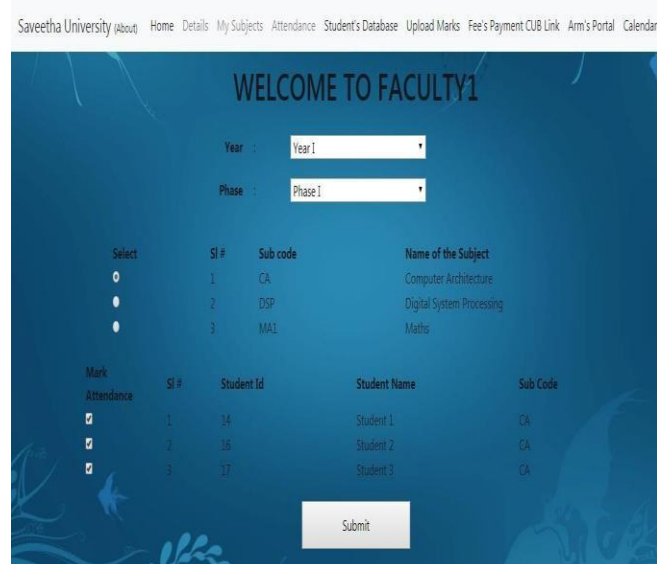 Saveetha University (About) Home Details My Subjects Attendance Student's Database Upload Marks Fee's Payment CUB Link Arm's Portal Calendar
WELCOME TO FACULTY1
Year : Year I
Phase : Phase I
Select Sl # Sub code Name of the Subject
1 CA Computer Architecture
2 DSP Digital System Processing
3 MA1 Maths
Mark Attendance Sl # Student Id Student Name Sub Code
1 14 Student 1 CA
2 16 Student 2 CA
3 17 Student 3 CA
Submit